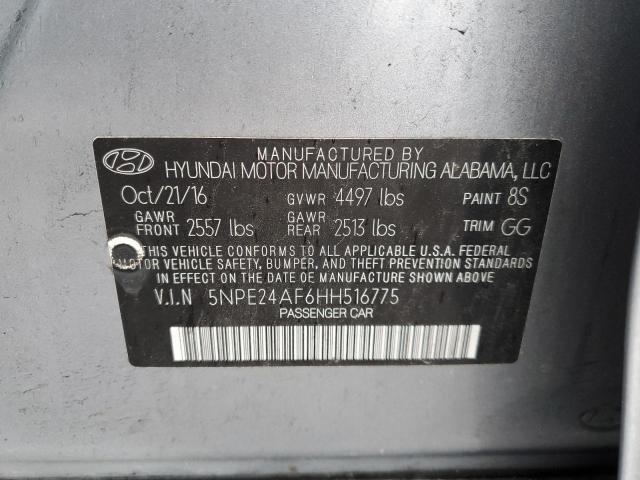 MANUFACTURED BY
HYUNDAI MOTOR MANUFACTURING ALABAMA, LLC
Oct/21/16 GVWR 4497 lbs PAINT 8S
GAWR FRONT 2557 lbs GAWR REAR 2513 lbs TRIM GG
THIS VEHICLE CONFORMS TO ALL APPLICABLE U.S.A. FEDERAL
MOTOR VEHICLE SAFETY, BUMPER, AND THEFT PREVENTION STANDARDS
IN EFFECT ON THE DATE OF MANUFACTURE SHOWN ABOVE
V.I.N 5NPE24AF6HH516775
PASSENGER CAR